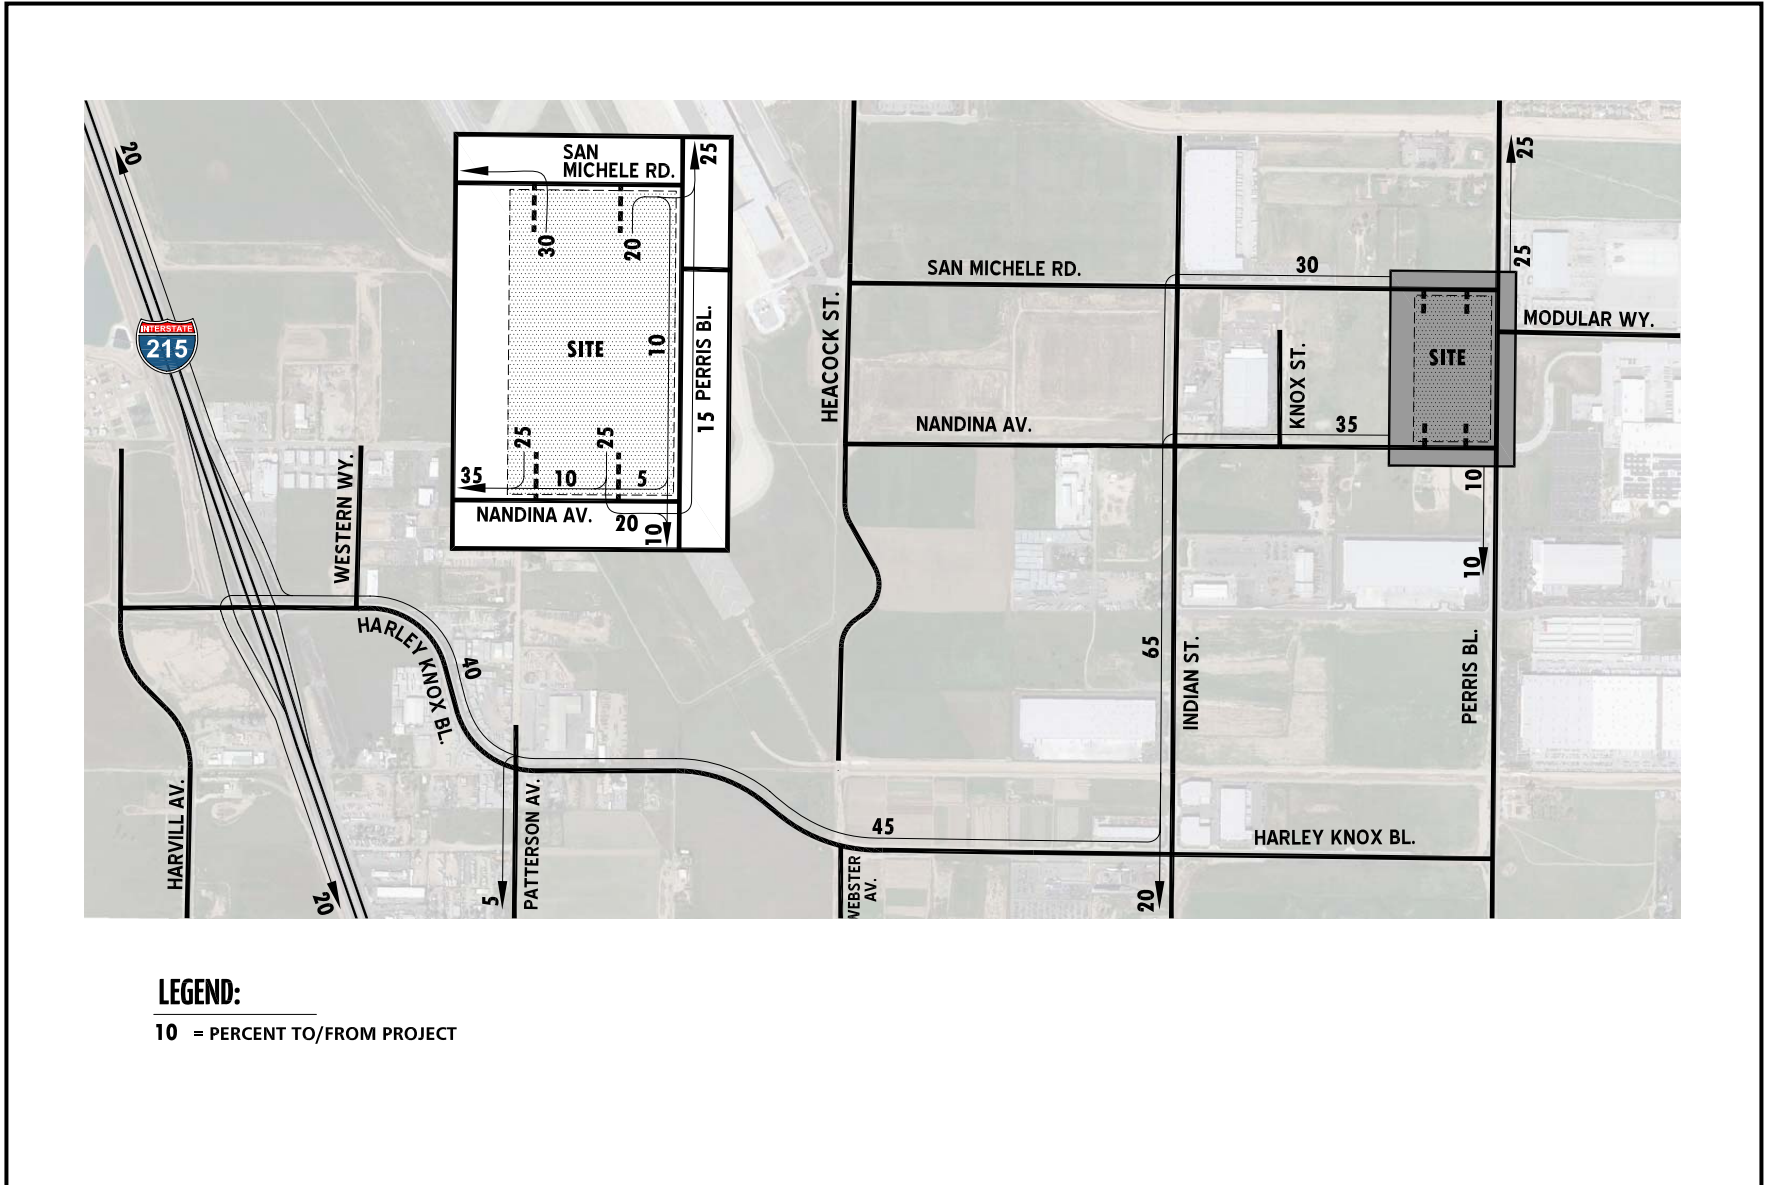 20
SAN
MICHELE RD.
25
30
20
SITE
10
PERRIS BL.
15
25
25
35
10
5
NANDINA AV.
20
10
INTERSTATE
215
WESTERN WY.
HARLEY KNOX BL.
40
HARVILL AV.
20
PATTERSON AV.
5
HEACOCK ST.
SAN MICHELE RD.
30
25
25
MODULAR WY.
SITE
KNOX ST.
NANDINA AV.
35
10
10
65
INDIAN ST.
PERRIS BL.
45
HARLEY KNOX BL.
WEBSTER
AV.
20
LEGEND:
10 = PERCENT TO/FROM PROJECT